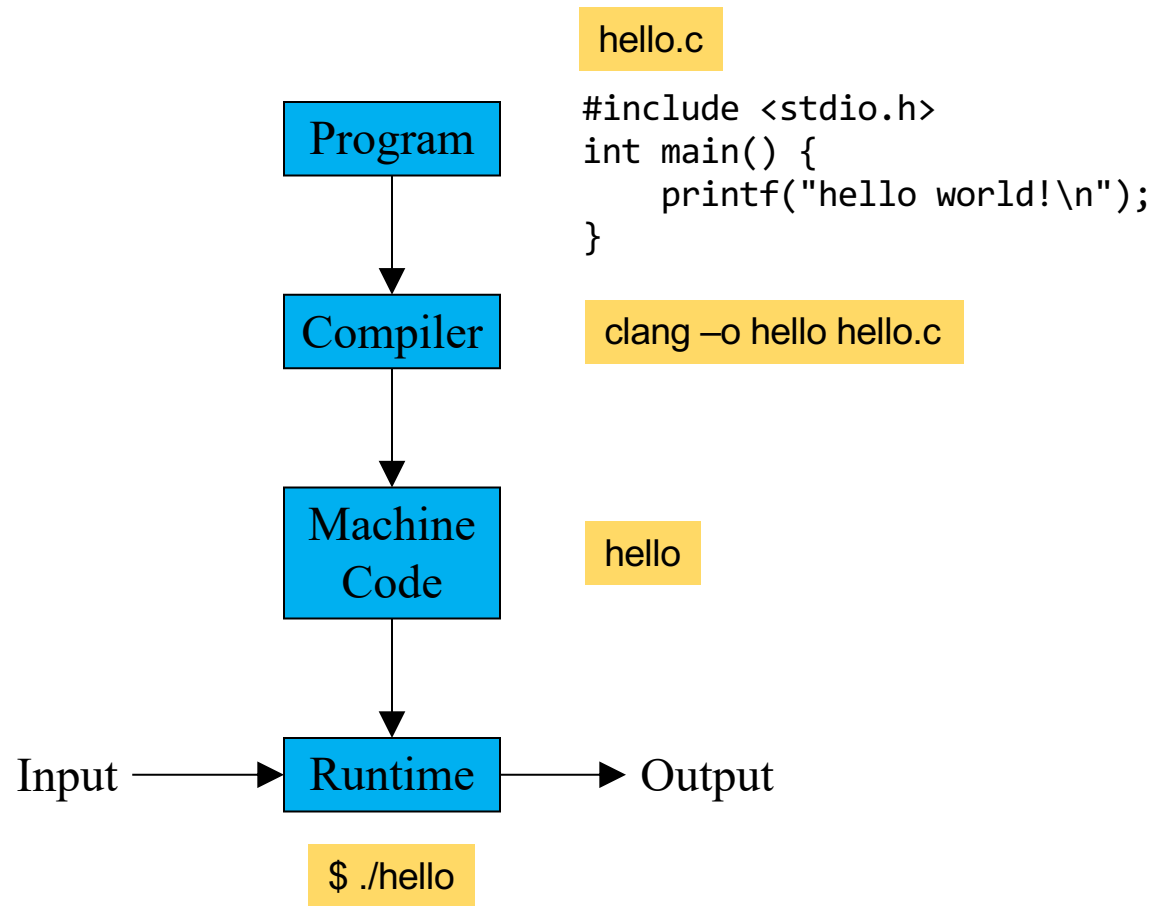 hello.c
Program
#include <stdio.h>
int main() {
    printf("hello world!\n");
}
Compiler
clang –o hello hello.c
Machine
Code
hello
Input
Runtime
Output
$ ./hello